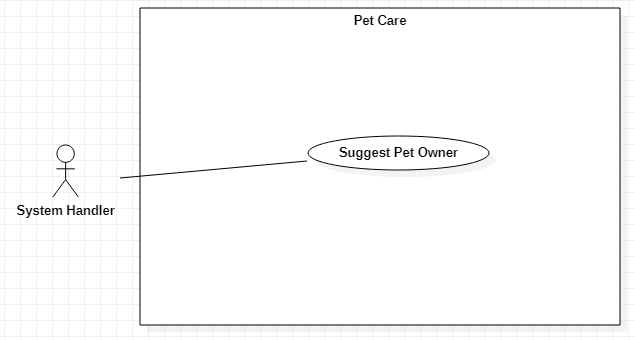 Pet Care
Suggest Pet Owner
System Handler